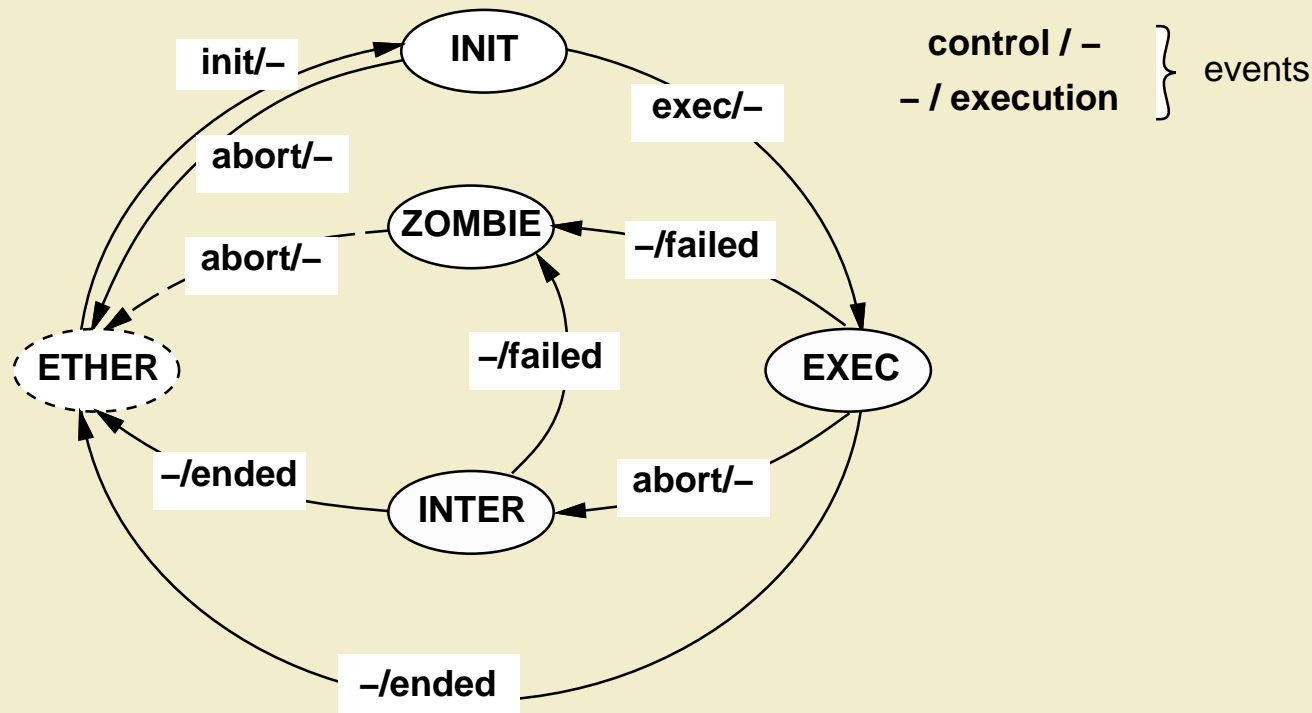 INIT
control / –
init/–
events
– / execution
exec/–
abort/–
ZOMBIE
–/failed
abort/–
–/failed
ETHER
EXEC
–/ended
abort/–
INTER
–/ended